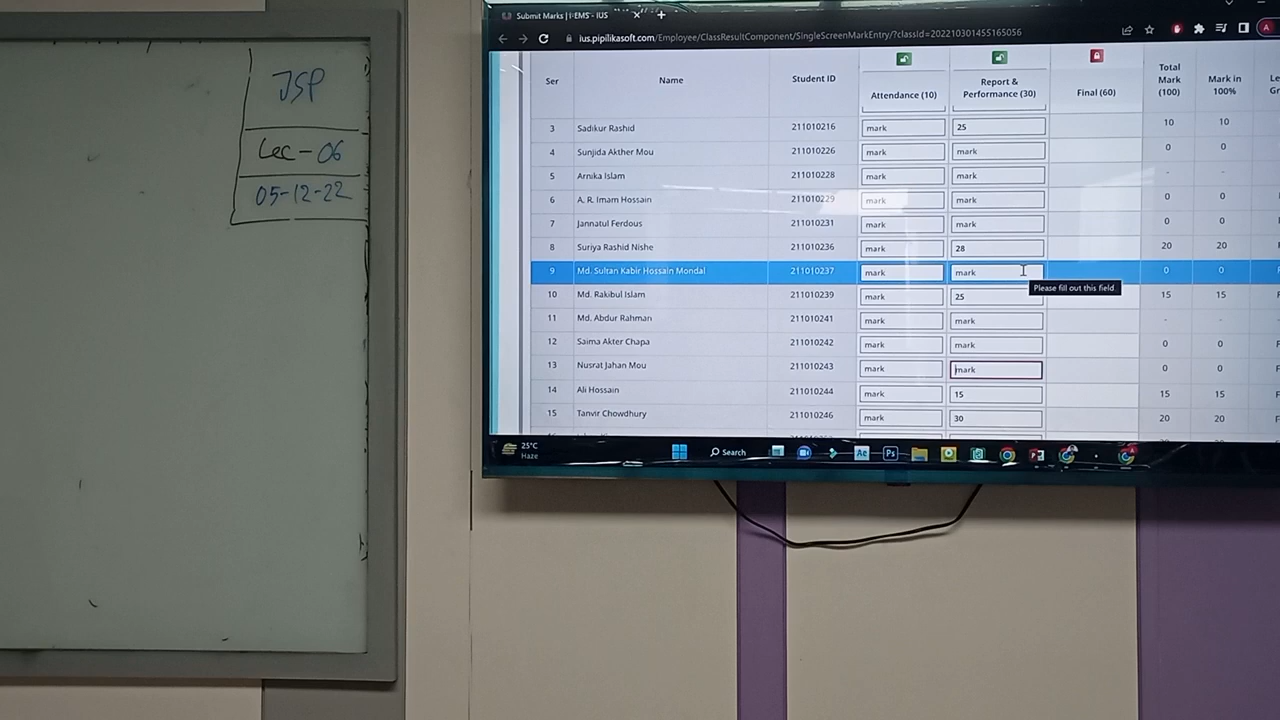 JSP
Lec-06
05-12-22
Submit Marks | iEMS - IUS
ius.pipilikasoft.com/Employee/ClassResultComponent/SingleScreenMarkEntry/?classId=202210301455165056
Ser Name Student ID Attendance (10) Report & Performance (30) Final (60) Total Mark (100) Mark in 100%
3 Sadikur Rashid 211010216 mark 25 10 10
4 Sunjida Akther Mou 211010226 mark mark 0 0
5 Arnika Islam 211010228 mark mark - -
6 A. R. Imam Hossain 211010229 mark mark 0 0
7 Jannatul Ferdous 211010231 mark mark 0 0
8 Suriya Rashid Nishe 211010236 mark 28 20 20
9 Md. Sultan Kabir Hossain Mondal 211010237 mark mark 0 0
Please fill out this field.
10 Md. Rakibul Islam 211010239 mark 25 15 15
11 Md. Abdur Rahman 211010241 mark mark - -
12 Saima Akter Chapa 211010242 mark mark 0 0 F
13 Nusrat Jahan Mou 211010243 mark mark 0 0 F
14 Ali Hossain 211010244 mark 15 15 15 F
15 Tanvir Chowdhury 211010246 mark 30 20 20 F
25°C
Haze
Search
Ae
Ps